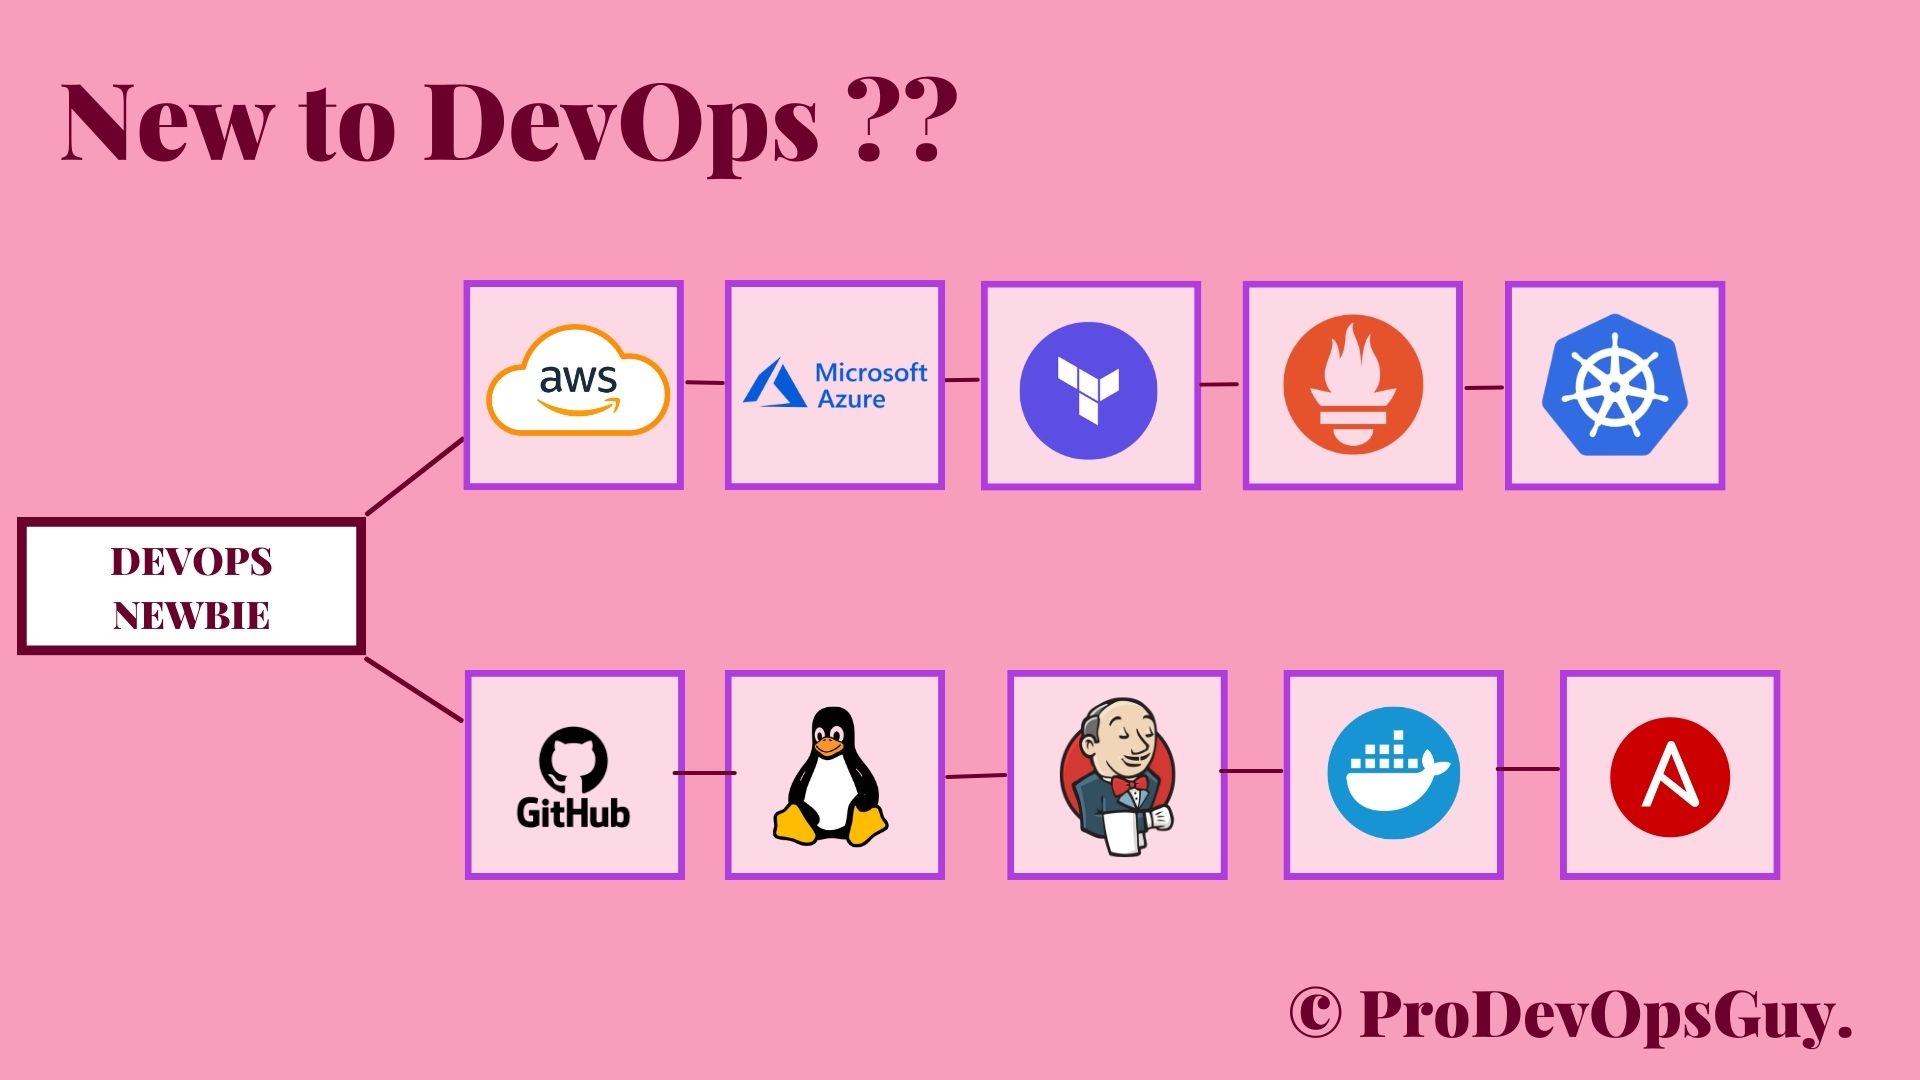 New to DevOps ??
aws
Microsoft
Azure
DEVOPS
NEWBIE
GitHub
© ProDevOpsGuy.